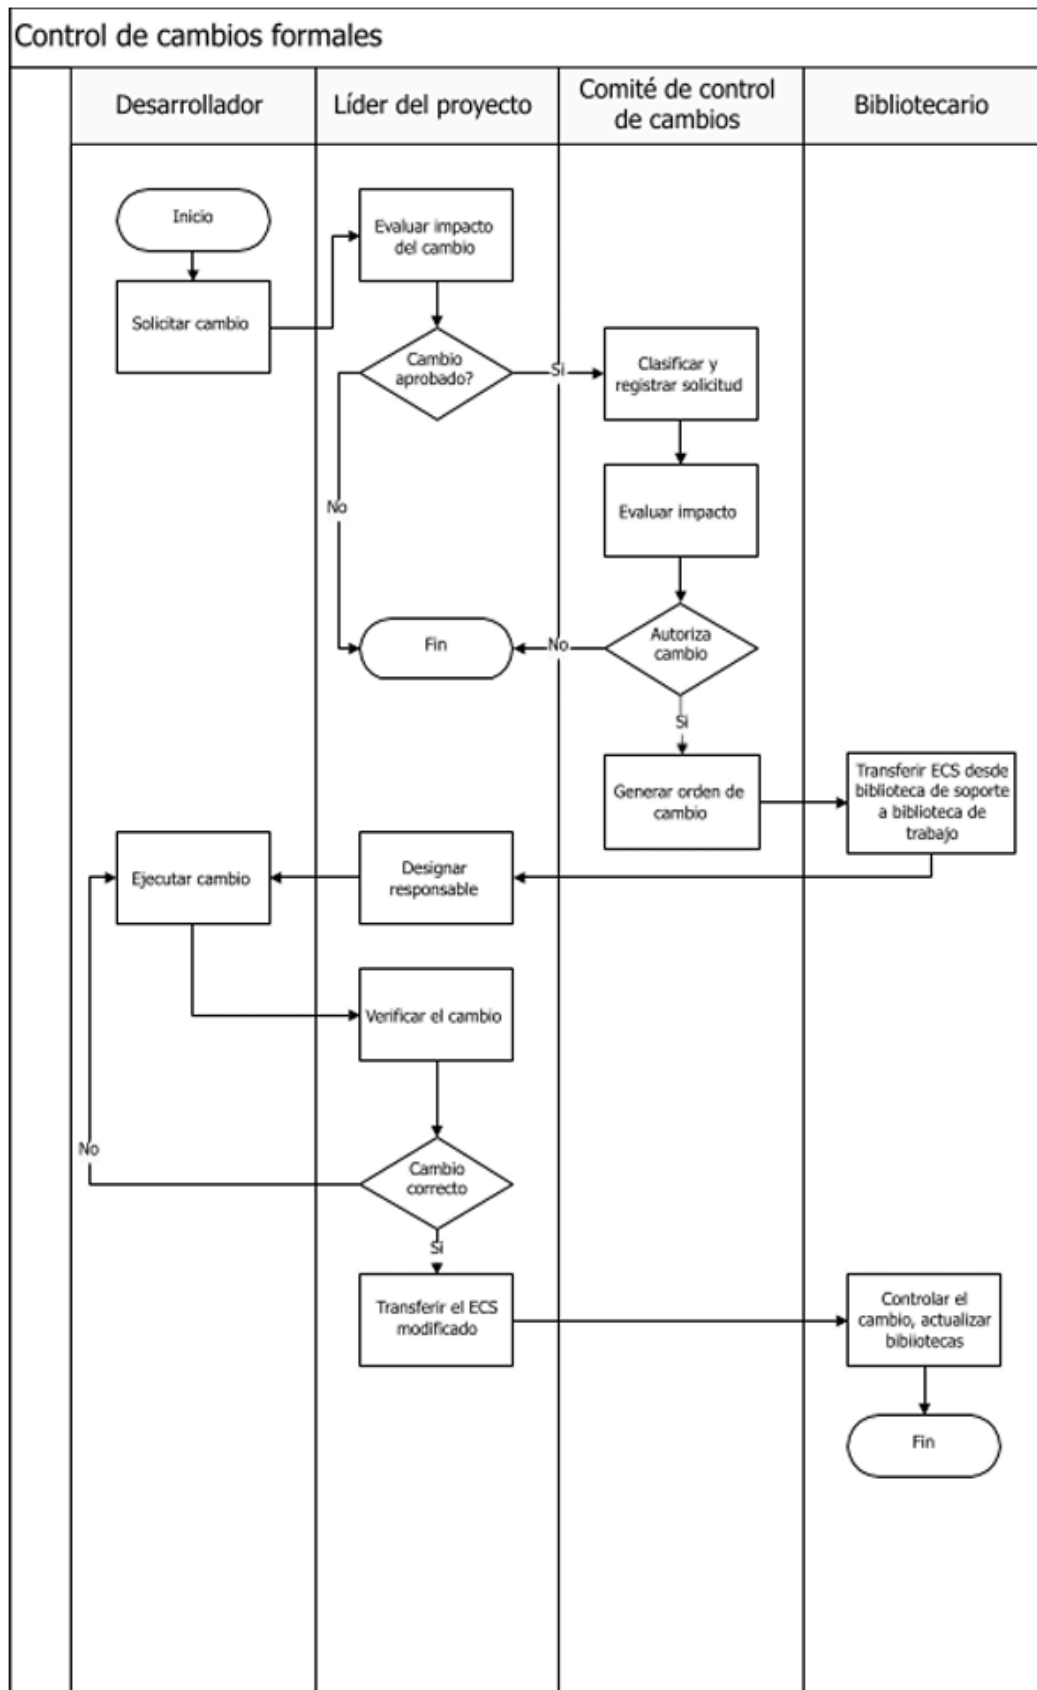 Control de cambios formales
Desarrollador
Líder del proyecto
Comité de control
de cambios
Bibliotecario
Inicio
Evaluar impacto
del cambio
Solicitar cambio
Cambio
aprobado?
Si
Clasificar y
registrar solicitud
No
Evaluar impacto
Fin
No
Autoriza
cambio
Si
Generar orden de
cambio
Transferir ECS desde
biblioteca de soporte
a biblioteca de
trabajo
Ejecutar cambio
Designar
responsable
Verificar el cambio
No
Cambio
correcto
Si
Transferir el ECS
modificado
Controlar el
cambio, actualizar
bibliotecas
Fin